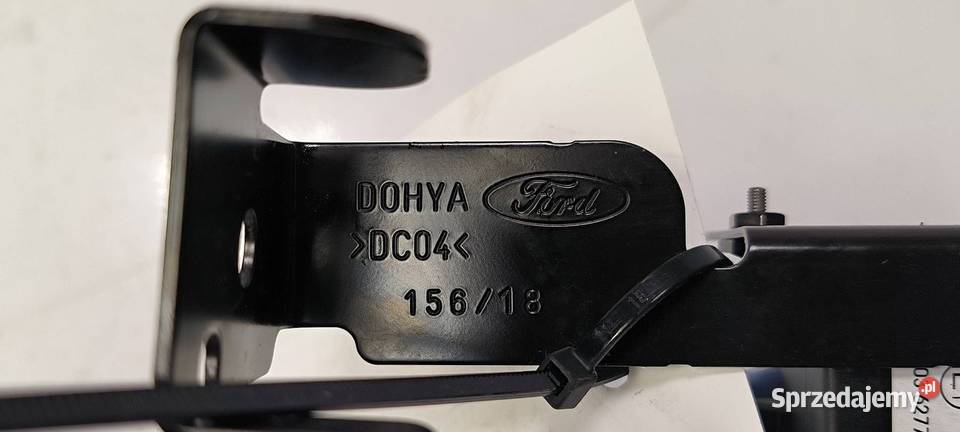 DOHYA Ford
>DC04<
156/18
Sprzedajemy.pl